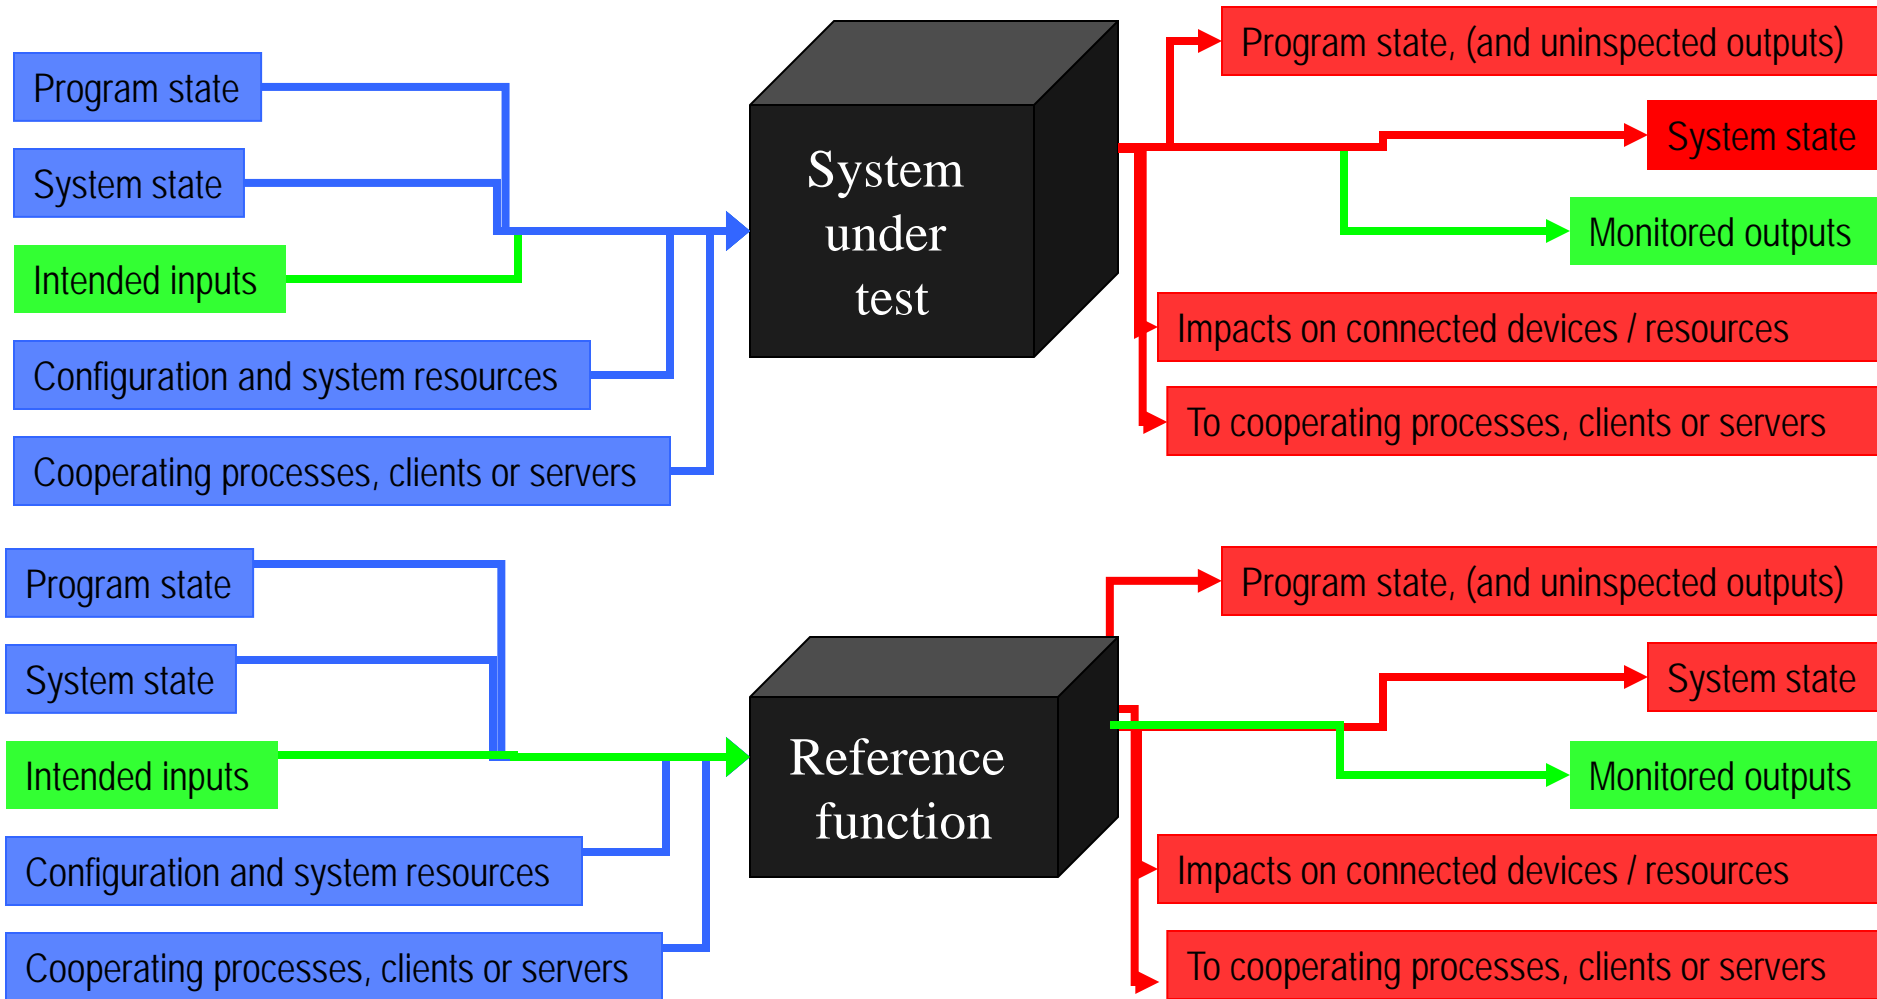 Program state
System state
Intended inputs
Configuration and system resources
Cooperating processes, clients or servers
System
under
test
Program state, (and uninspected outputs)
System state
Monitored outputs
Impacts on connected devices / resources
To cooperating processes, clients or servers
Program state
System state
Intended inputs
Configuration and system resources
Cooperating processes, clients or servers
Reference
function
Program state, (and uninspected outputs)
System state
Monitored outputs
Impacts on connected devices / resources
To cooperating processes, clients or servers